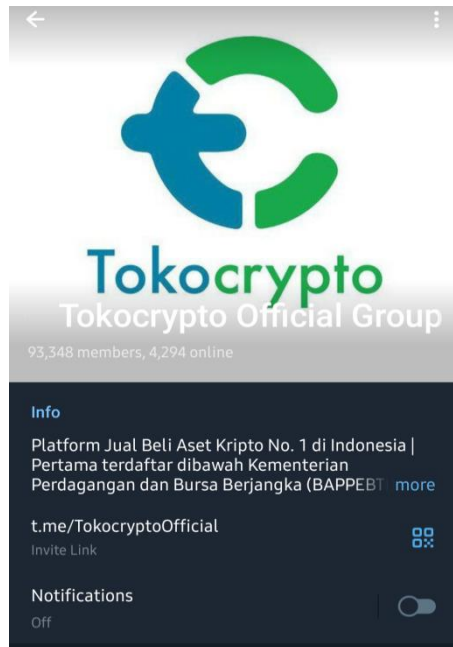 Tokocrypto
Tokocrypto Official Group
93,348 members, 4,294 online
Info
Platform Jual Beli Aset Kripto No. 1 di Indonesia |
Pertama terdaftar dibawah Kementerian
Perdagangan dan Bursa Berjangka (BAPPEBT more
t.me/TokocryptoOfficial
Invite Link
Notifications
Off